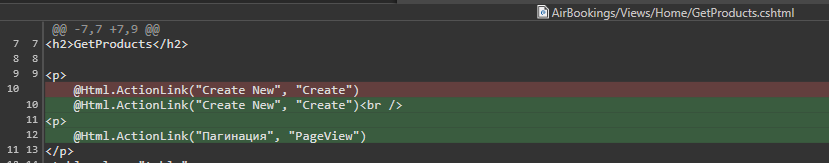 AirBookings/Views/Home/GetProducts.cshtml
@@ -7,7 +7,9 @@
7 7 <h2>GetProducts</h2>
8 8
9 9 <p>
10 @Html.ActionLink("Create New", "Create")
10 @Html.ActionLink("Create New", "Create")<br />
11 <p>
12 @Html.ActionLink("Пагинация", "PageView")
11 13 </p>